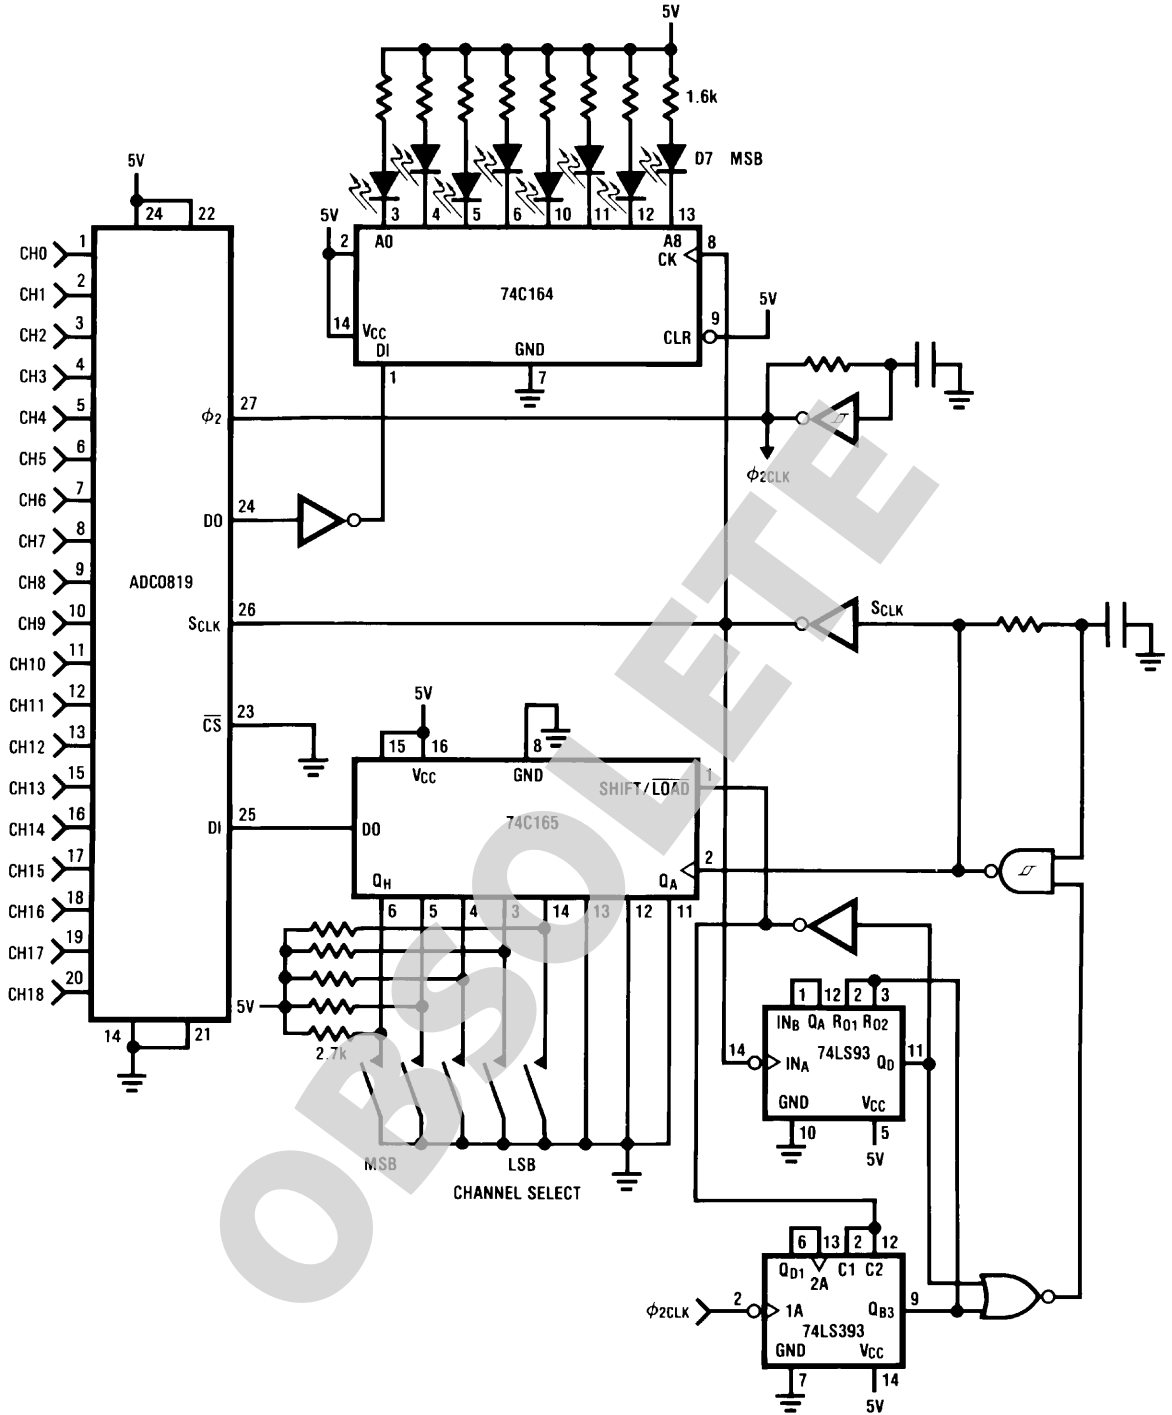 5V
1.6k
D7 MSB
3 4 5 6 10 11 12 13
5V
24 22
5V
2 A0 A8 8
CK
74C164
5V
14 VCC CLR 9
DI GND
1 7
CH0 1
CH1 2
CH2 3
CH3 4
CH4 5
CH5 6
CH6 7
CH7 8
CH8 9
CH9 10
CH10 11
CH11 12
CH12 13
CH13 15
CH14 16
CH15 17
CH16 18
CH17 19
CH18 20
ϕ2 27
ϕ2CLK
DO 24
ADC0819
SCLK 26
SCLK
CS 23
DI 25
14 21
5V
15 16 8
VCC GND
SHIFT/LOAD 1
74C165
DO
2
QH QA
6 5 4 3 14 13 12 11
5V
2.7k
MSB LSB
CHANNEL SELECT
1 12 2 3
INB QA RO1 RO2
74LS93
14 INA QD 11
GND VCC
10 5
5V
6 13 2 12
QD1 2A C1 C2
ϕ2CLK 2 1A QB3 9
74LS393
GND VCC
7 14
5V
OBSOLETE